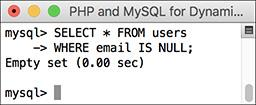 PHP and MySQL for Dynami...
mysql> SELECT * FROM users
    -> WHERE email IS NULL;
Empty set (0.00 sec)
mysql>